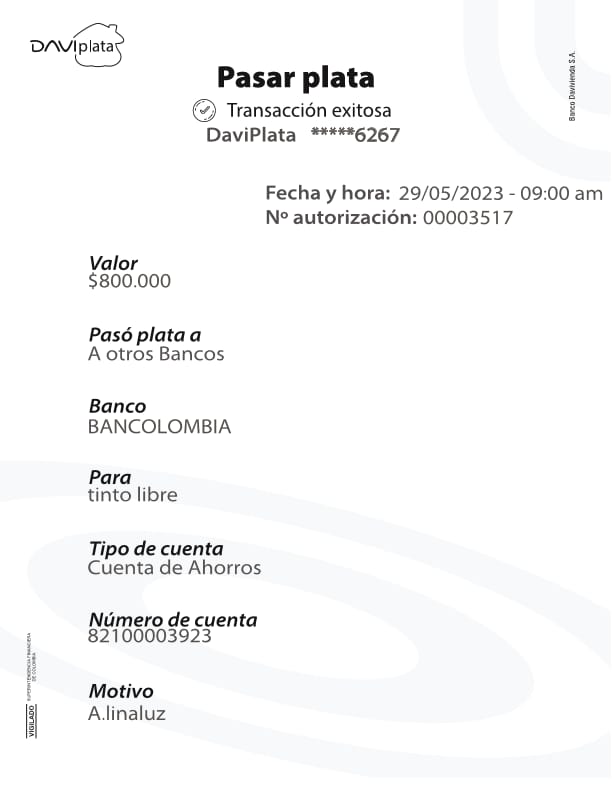 DAVIplata
Banco Davivienda S.A.
Pasar plata
Transacción exitosa
DaviPlata *****6267
Fecha y hora: 29/05/2023 - 09:00 am
Nº autorización: 00003517
Valor
$800.000
Pasó plata a
A otros Bancos
Banco
BANCOLOMBIA
Para
tinto libre
Tipo de cuenta
Cuenta de Ahorros
Número de cuenta
82100003923
Motivo
A.linaluz
VIGILADO
SUPERINTENDENCIA FINANCIERA
DE COLOMBIA